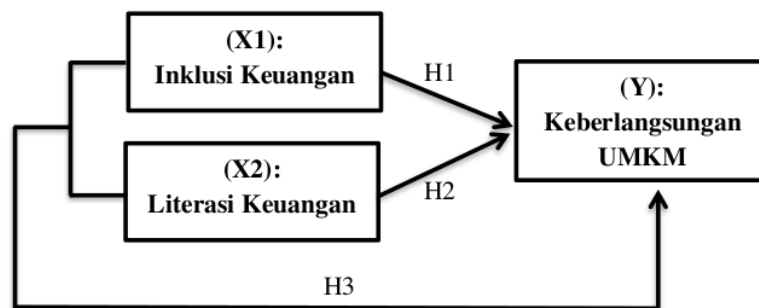 (X1):
Inklusi Keuangan
H1
(Y):
Keberlangsungan
UMKM
(X2):
Literasi Keuangan
H2
H3